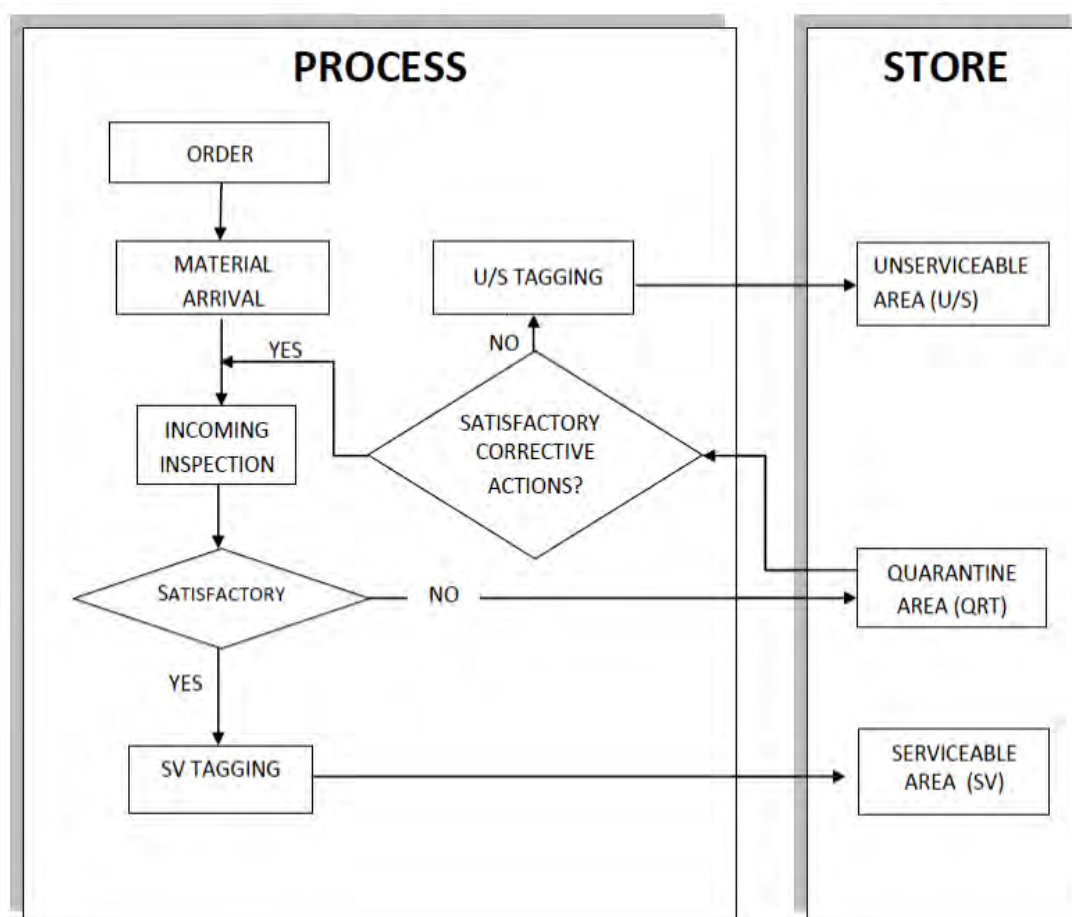 PROCESS
STORE
ORDER
MATERIAL
ARRIVAL
U/S TAGGING
UNSERVICEABLE
AREA (U/S)
YES
NO
INCOMING
INSPECTION
SATISFACTORY
CORRECTIVE
ACTIONS?
SATISFACTORY
NO
QUARANTINE
AREA (QRT)
YES
SV TAGGING
SERVICEABLE
AREA (SV)